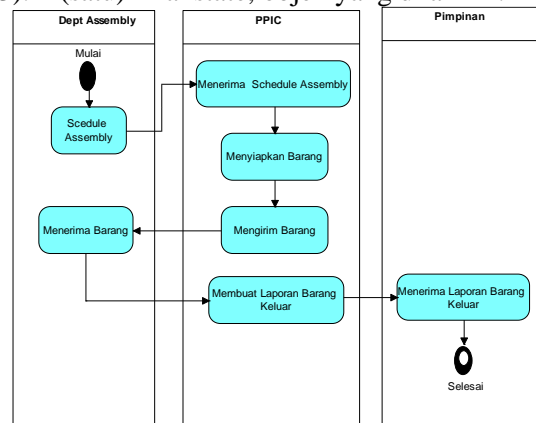 Dept Assembly
PPIC
Pimpinan
Mulai
Menerima Schedule Assembly
Scedule
Assembly
Menyiapkan Barang
Menerima Barang
Mengirim Barang
Membuat Laporan Barang
Keluar
Menerima Laporan Barang
Keluar
Selesai